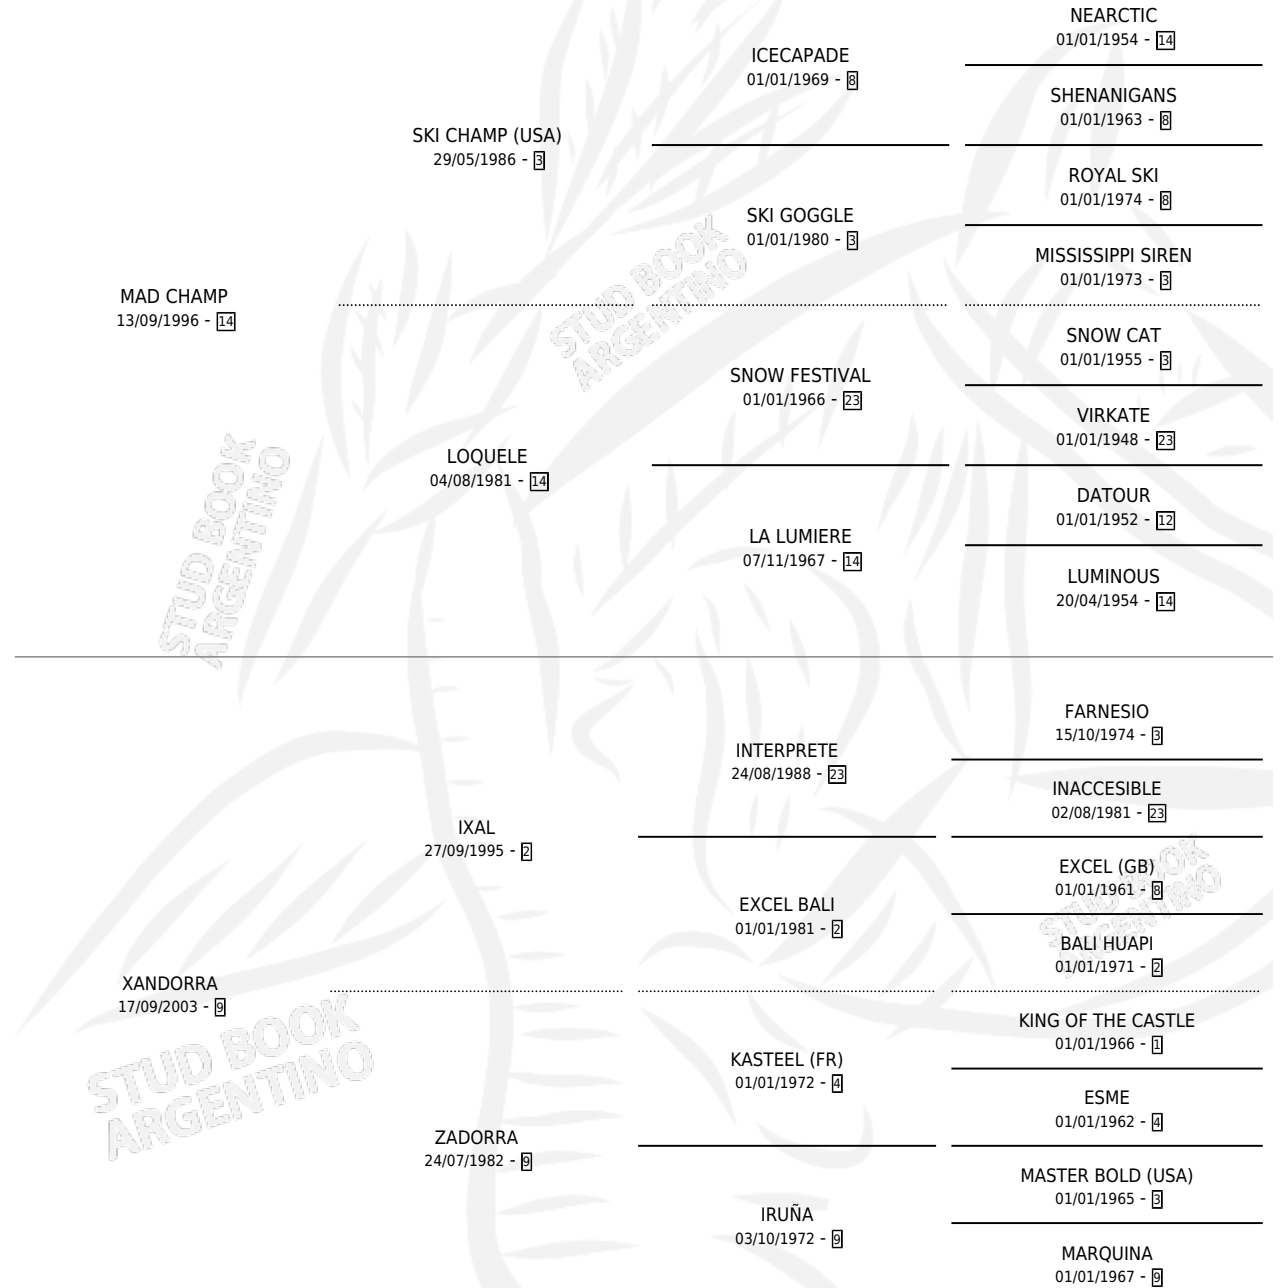 NEARCTIC
01/01/1954 - 14
ICECAPADE
01/01/1969 - 8
SHENANIGANS
01/01/1963 - 8
SKI CHAMP (USA)
29/05/1986 - 3
ROYAL SKI
01/01/1974 - 8
SKI GOGGLE
01/01/1980 - 3
MISSISSIPPI SIREN
01/01/1973 - 3
MAD CHAMP
13/09/1996 - 14
STUD BOOK
ARGENTINO
SNOW CAT
01/01/1955 - 3
SNOW FESTIVAL
01/01/1966 - 23
VIRKATE
01/01/1948 - 23
LOQUELE
04/08/1981 - 14
DATOUR
01/01/1952 - 12
LA LUMIERE
07/11/1967 - 14
LUMINOUS
20/04/1954 - 14
STUD BOOK
ARGENTINO
FARNESIO
15/10/1974 - 3
INTERPRETE
24/08/1988 - 23
INACCESIBLE
02/08/1981 - 23
IXAL
27/09/1995 - 2
EXCEL (GB)
01/01/1961 - 8
EXCEL BALI
01/01/1981 - 2
STUD BOOK
ARGENTINO
BALI HUAPI
01/01/1971 - 2
XANDORRA
17/09/2003 - 9
KING OF THE CASTLE
01/01/1966 - 1
KASTEEL (FR)
01/01/1972 - 4
ESME
01/01/1962 - 4
STUD BOOK
ARGENTINO
ZADORRA
24/07/1982 - 9
MASTER BOLD (USA)
01/01/1965 - 3
IRUÑA
03/10/1972 - 9
MARQUINA
01/01/1967 - 9